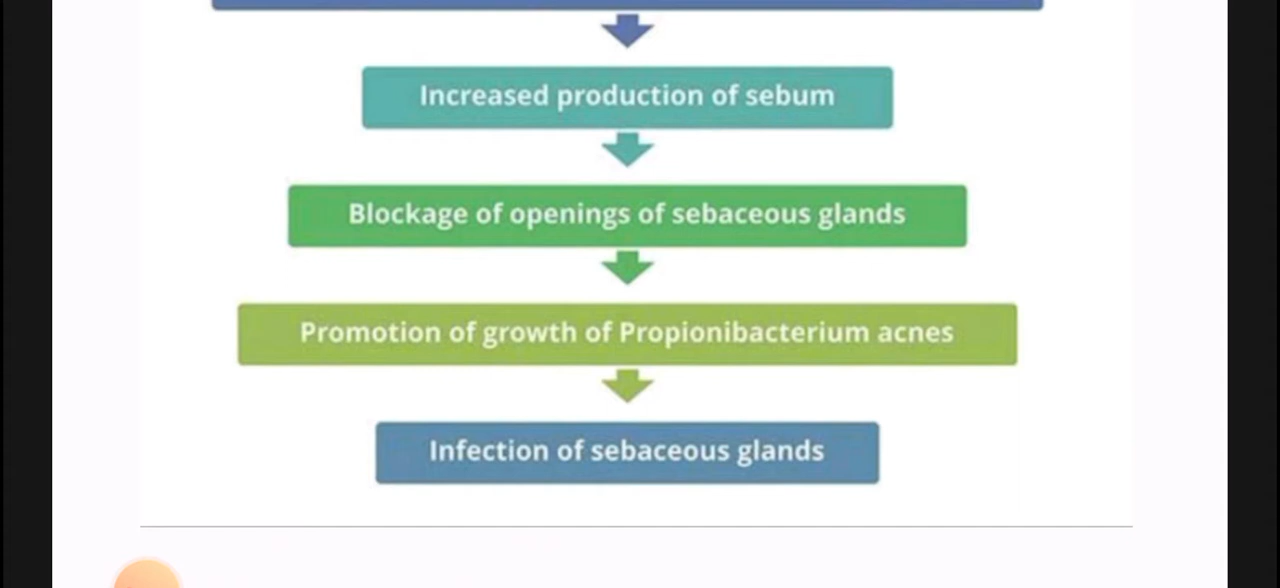 Increased production of sebum
Blockage of openings of sebaceous glands
Promotion of growth of Propionibacterium acnes
Infection of sebaceous glands